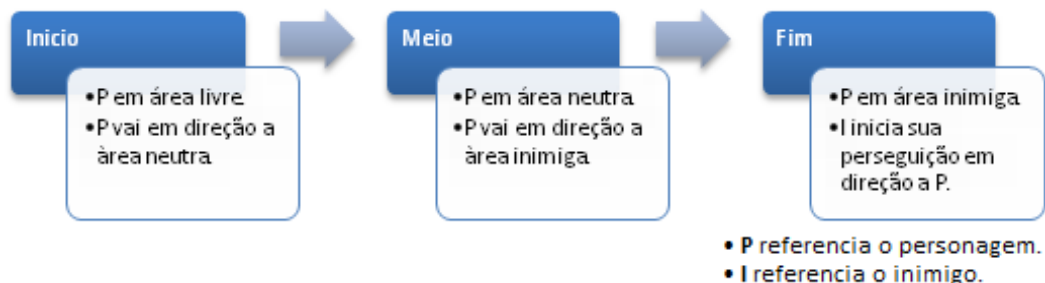 Inicio
•P em área livre.
•P vai em direção a
àrea neutra.
Meio
•P em área neutra.
•P vai em direção a
àrea inimiga.
Fim
•P em área inimiga.
•I inicia sua
perseguição em
direção a P.
• P referencia o personagem.
• I referencia o inimigo.